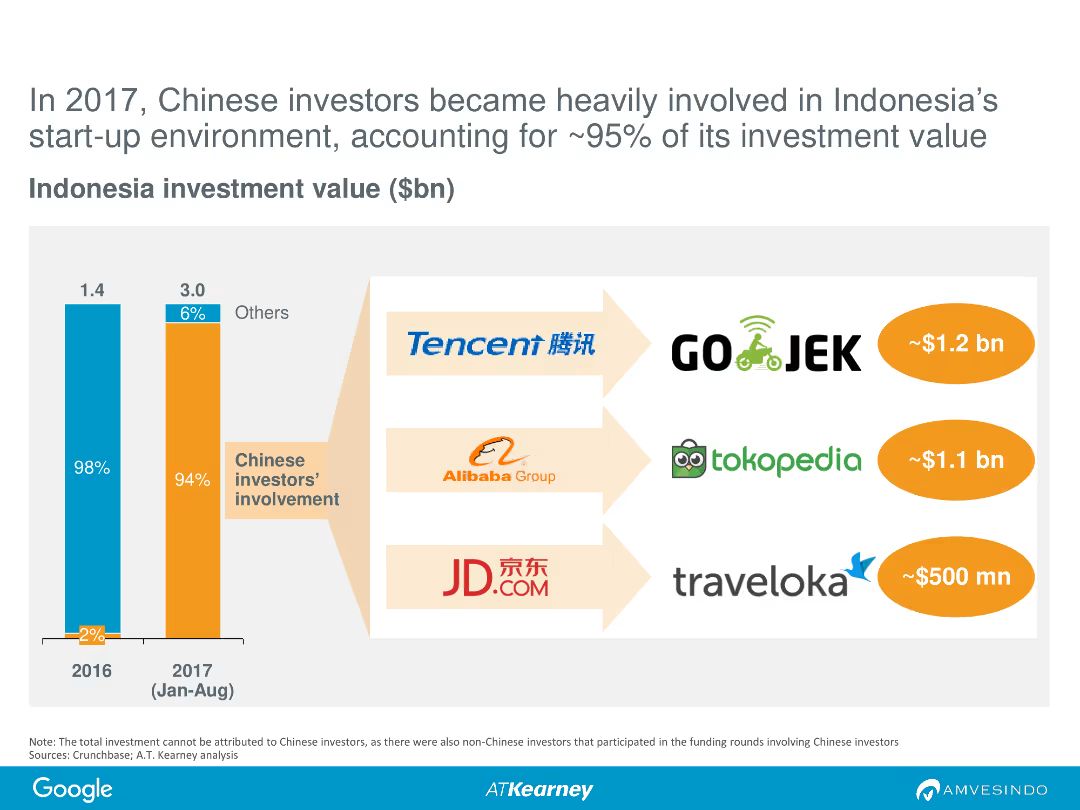 In 2017, Chinese investors became heavily involved in Indonesia’s
start-up environment, accounting for ~95% of its investment value
Indonesia investment value ($bn)
1.4
3.0
6%
Others
98%
94%
2%
Chinese
investors’
involvement
2016
2017
(Jan-Aug)
Tencent 腾讯
GO JEK
~$1.2 bn
Alibaba Group
tokopedia
~$1.1 bn
JD.COM 京东
traveloka
~$500 mn
Note: The total investment cannot be attributed to Chinese investors, as there were also non-Chinese investors that participated in the funding rounds involving Chinese investors
Sources: Crunchbase; A.T. Kearney analysis
Google
ATKearney
AMVESINDO